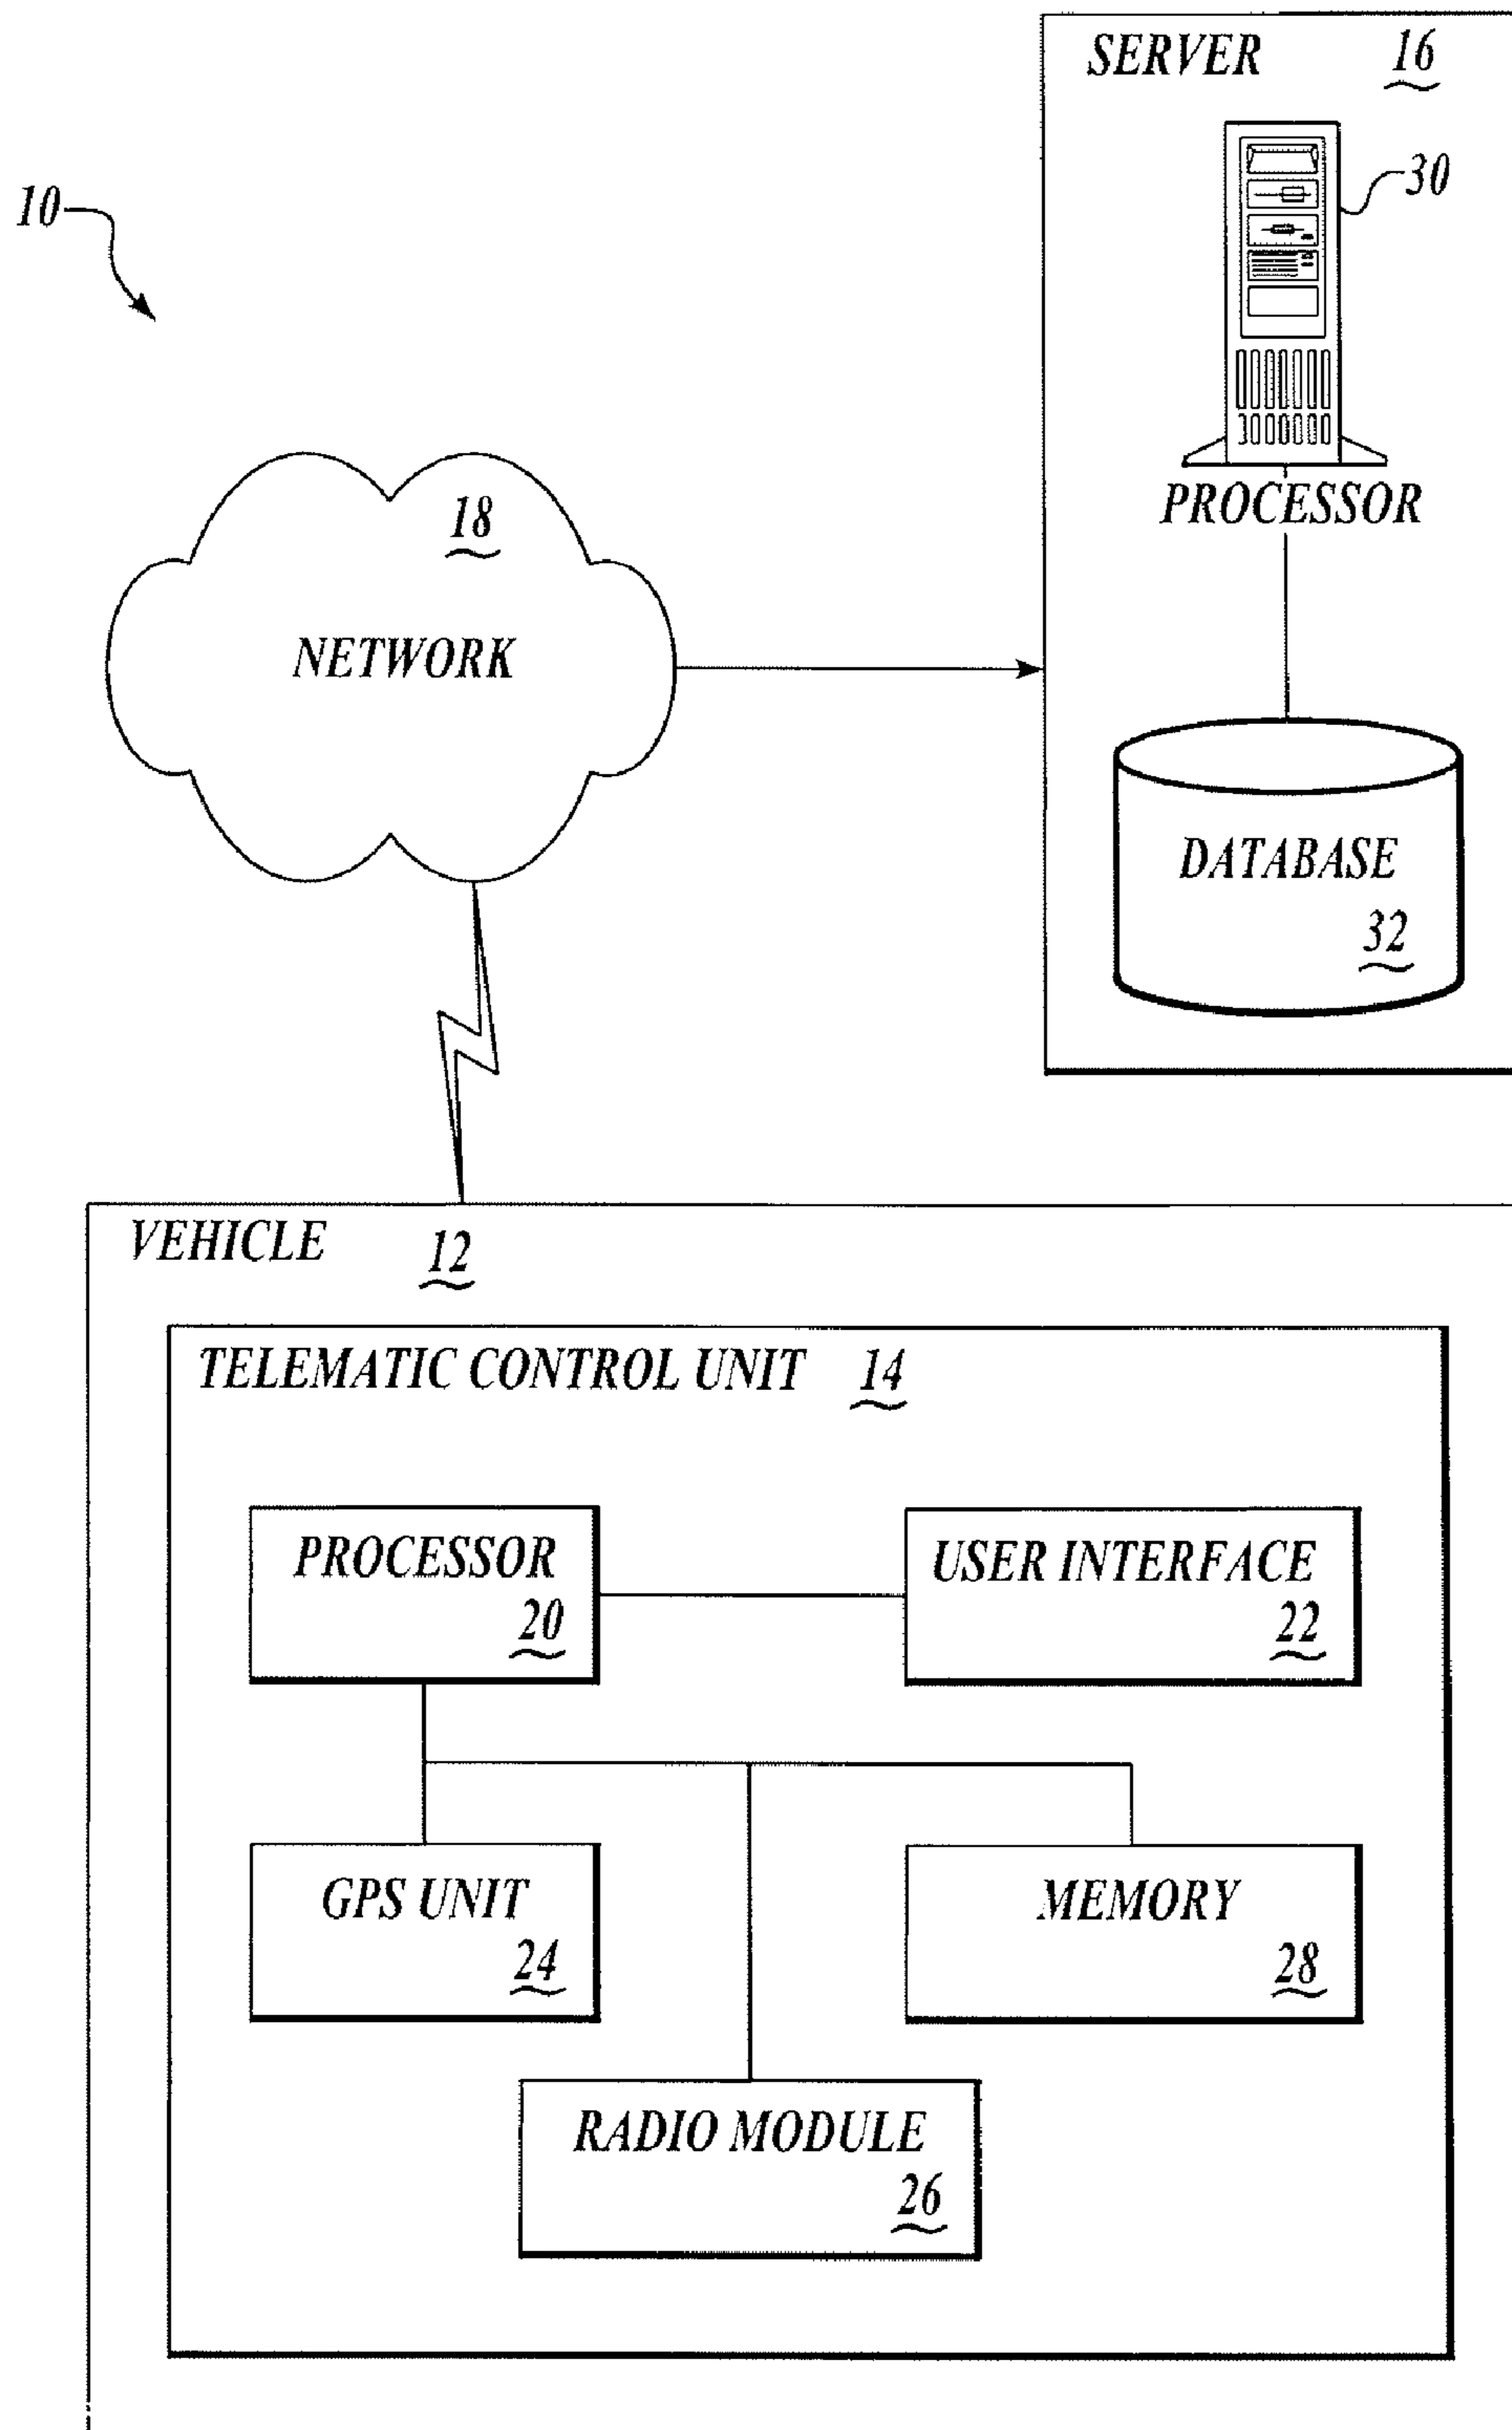 SERVER 16
10
30
PROCESSOR
18
NETWORK
DATABASE
32
VEHICLE 12
TELEMATIC CONTROL UNIT 14
PROCESSOR
20
USER INTERFACE
22
GPS UNIT
24
MEMORY
28
RADIO MODULE
26